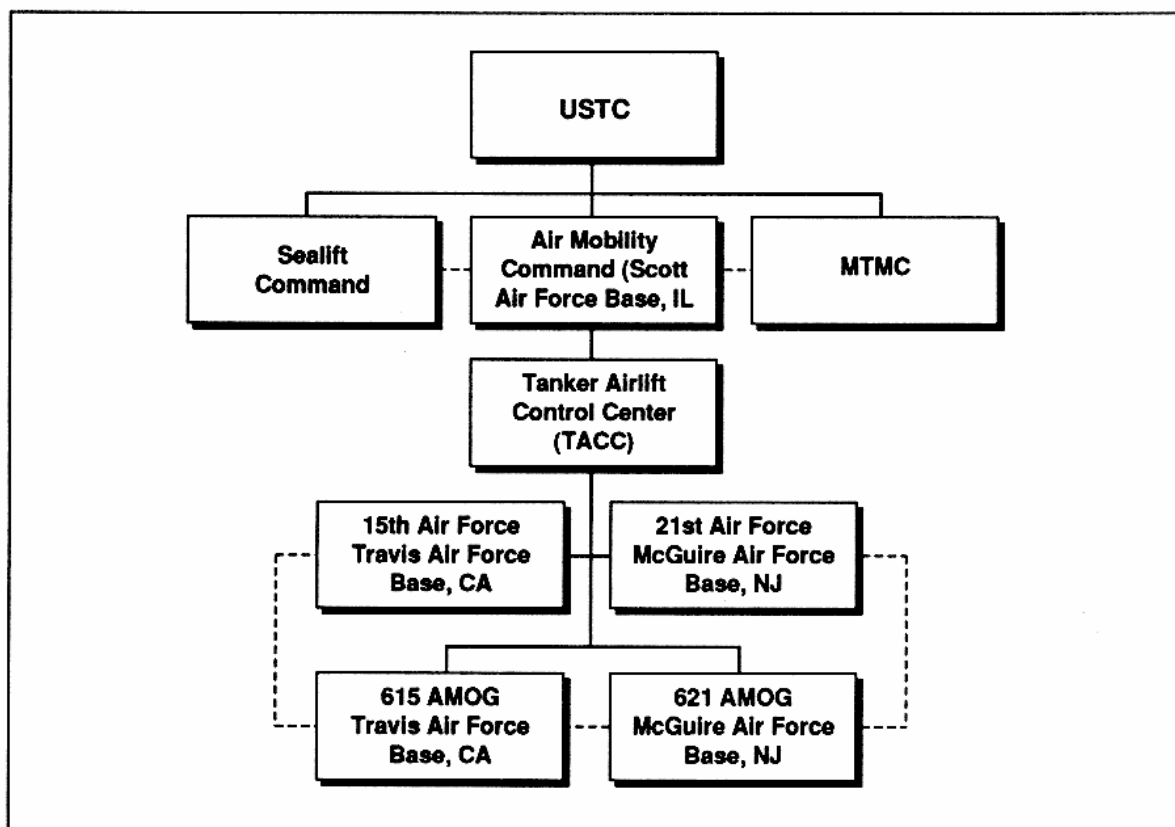 USTC
Sealift
Command
Air Mobility
Command (Scott
Air Force Base, IL
MTMC
Tanker Airlift
Control Center
(TACC)
15th Air Force
Travis Air Force
Base, CA
21st Air Force
McGuire Air Force
Base, NJ
615 AMOG
Travis Air Force
Base, CA
621 AMOG
McGuire Air Force
Base, NJ